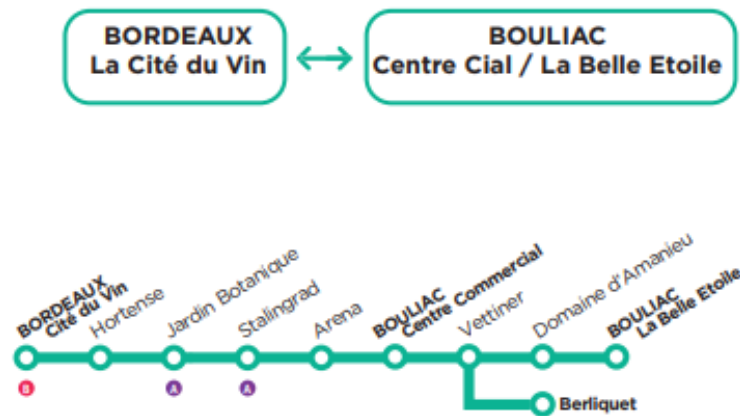 BORDEAUX
La Cité du Vin
BOULIAC
Centre Cial / La Belle Etoile
BORDEAUX
Cité du Vin
Hortense
Jardin Botanique
Stalingrad
Arena
BOULIAC
Centre Commercial
Vettiner
Domaine d'Amanieu
BOULIAC
La Belle Etoile
B
A
A
Berliquet